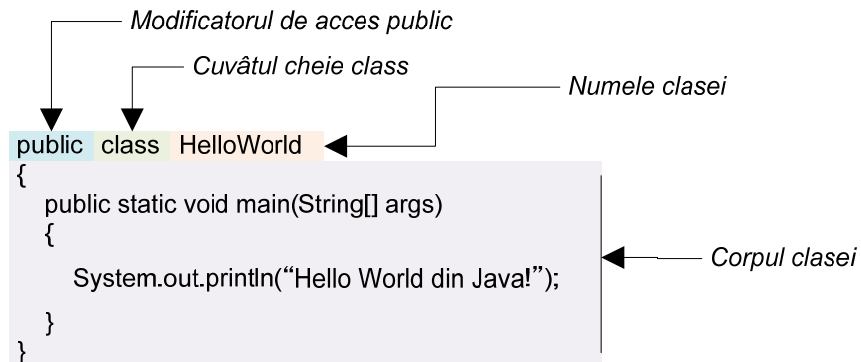 Modificatorul de acces public
Cuvâtul cheie class
Numele clasei
public class HelloWorld
{
public static void main(String[] args)
{
System.out.println(“Hello World din Java!”);
Corpul clasei
}
}